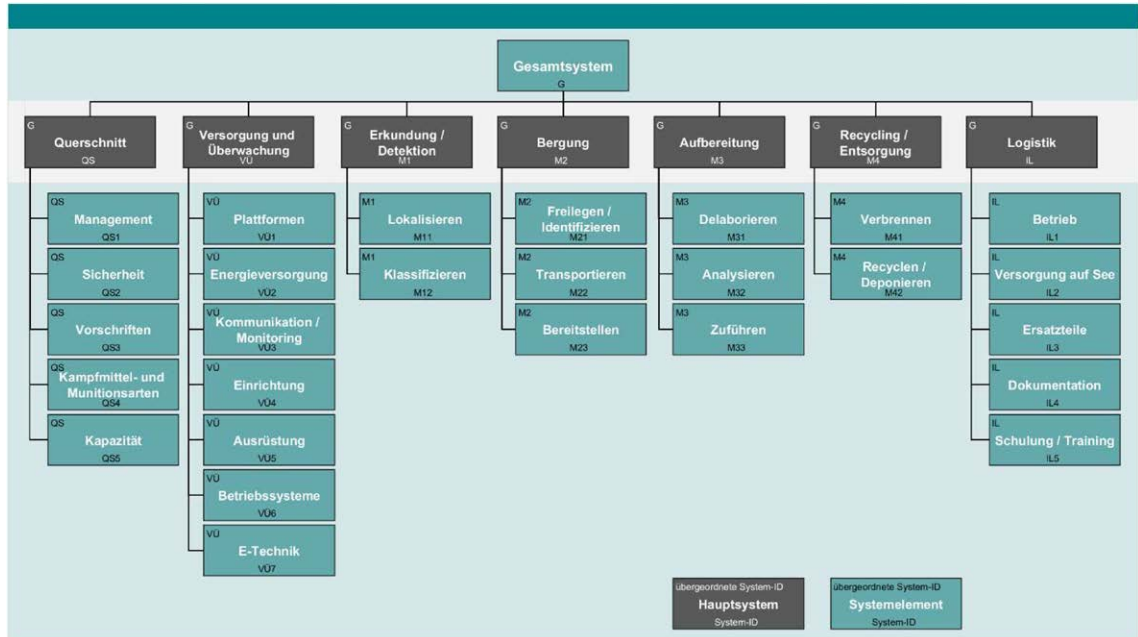 Gesamtsystem
G
G
Querschnitt
QS
G
Versorgung und
Überwachung
VÜ
G
Erkundung /
Detektion
M1
G
Bergung
M2
G
Aufbereitung
M3
G
Recycling /
Entsorgung
M4
G
Logistik
IL
QS
Management
QS1
QS
Sicherheit
QS2
QS
Vorschriften
QS3
QS
Kampfmittel- und
Munitionsarten
QS4
QS
Kapazität
QS5
VÜ
Plattformen
VÜ1
VÜ
Energieversorgung
VÜ2
VÜ
Kommunikation /
Monitoring
VÜ3
VÜ
Einrichtung
VÜ4
VÜ
Ausrüstung
VÜ5
VÜ
Betriebssysteme
VÜ6
VÜ
E-Technik
VÜ7
M1
Lokalisieren
M11
M1
Klassifizieren
M12
M2
Freilegen /
Identifizieren
M21
M2
Transportieren
M22
M2
Bereitstellen
M23
M3
Delaborieren
M31
M3
Analysieren
M32
M3
Zuführen
M33
M4
Verbrennen
M41
M4
Recyclen /
Deponieren
M42
IL
Betrieb
IL1
IL
Versorgung auf See
IL2
IL
Ersatzteile
IL3
IL
Dokumentation
IL4
IL
Schulung / Training
IL5
übergeordnete System-ID
Hauptsystem
System-ID
übergeordnete System-ID
Systemelement
System-ID